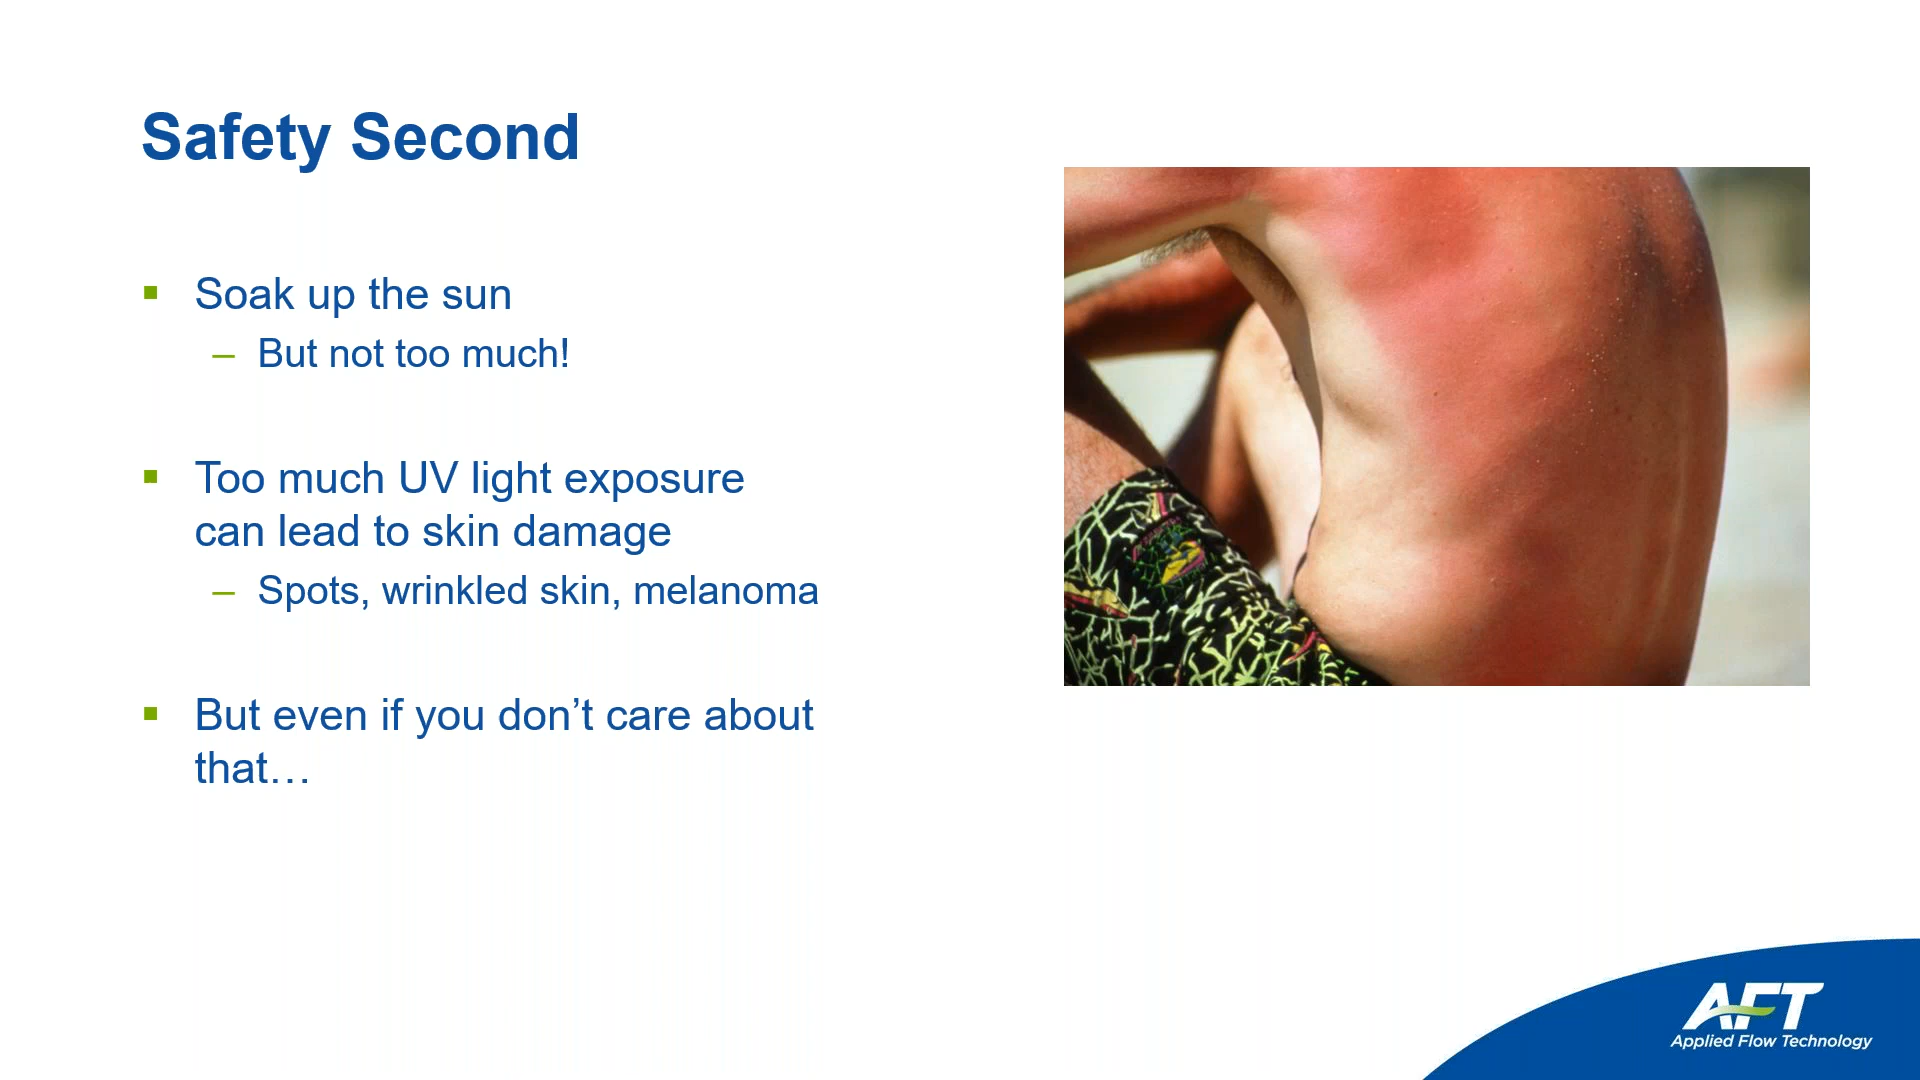 Safety Second
Soak up the sun
– But not too much!
Too much UV light exposure
can lead to skin damage
– Spots, wrinkled skin, melanoma
But even if you don’t care about
that…
AFT
Applied Flow Technology